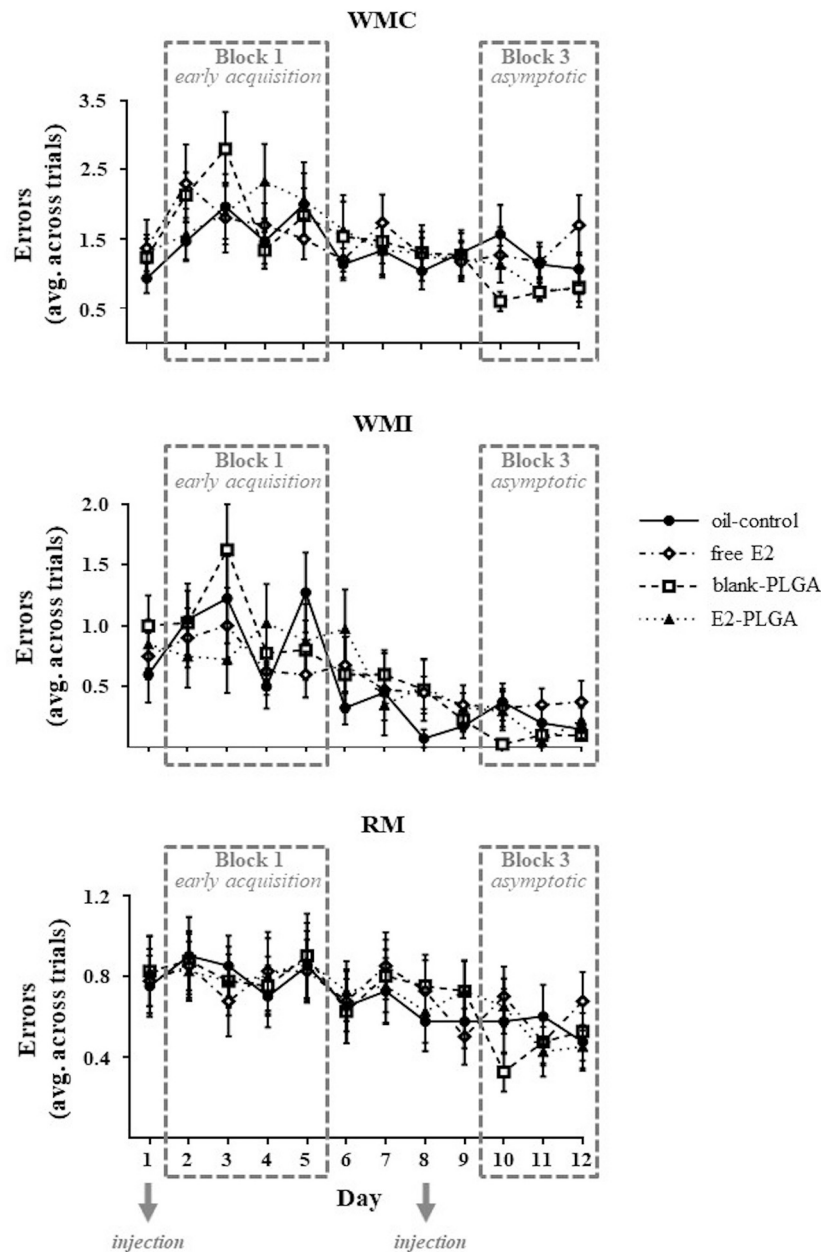 WMC
Block 1
early acquisition
Block 3
asymptotic
3.5
2.5
1.5
0.5
Errors
(avg. across trials)
WMI
Block 1
early acquisition
Block 3
asymptotic
2.0
1.5
1.0
0.5
Errors
(avg. across trials)
oil-control
free E2
blank-PLGA
E2-PLGA
RM
Block 1
early acquisition
Block 3
asymptotic
1.2
0.8
0.4
Errors
(avg. across trials)
1 2 3 4 5 6 7 8 9 10 11 12
Day
injection injection